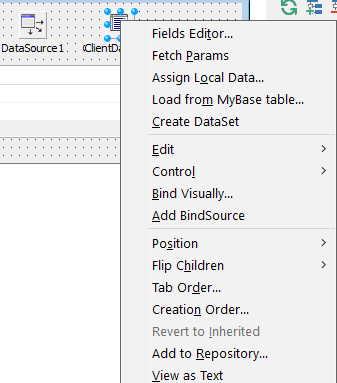 DataSource1
ClientDa
Fields Editor...
Fetch Params
Assign Local Data...
Load from MyBase table...
Create DataSet
Edit
Control
Bind Visually...
Add BindSource
Position
Flip Children
Tab Order...
Creation Order...
Revert to Inherited
Add to Repository...
View as Text